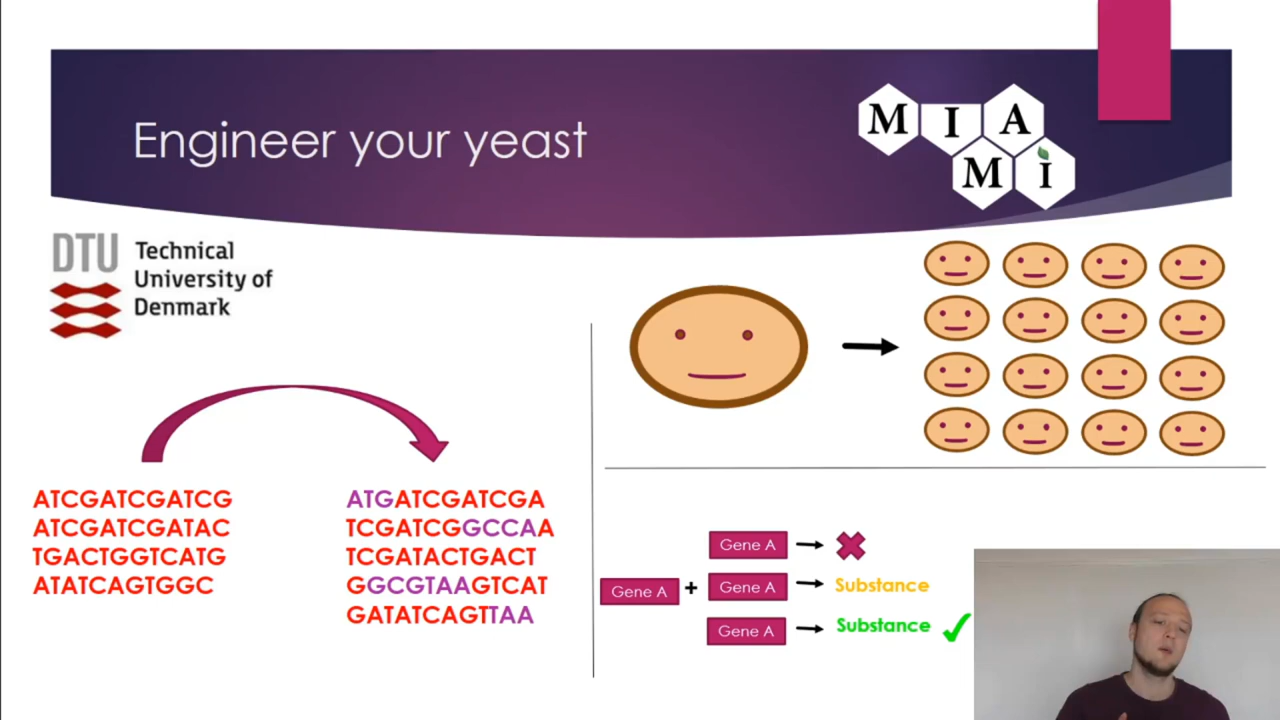 Engineer your yeast
M I A
M i
DTU
Technical
University of
Denmark
ATCGATCGATCG
ATCGATCGATAC
TGACTGGTCATG
ATATCAGTGGC
ATGATCGATCGA
TCGATCGGCCAA
TCGATACTGACT
GGCGTAAGTCAT
GATATCAGTTAA
Gene A
Gene A + Gene A Substance
Gene A Substance